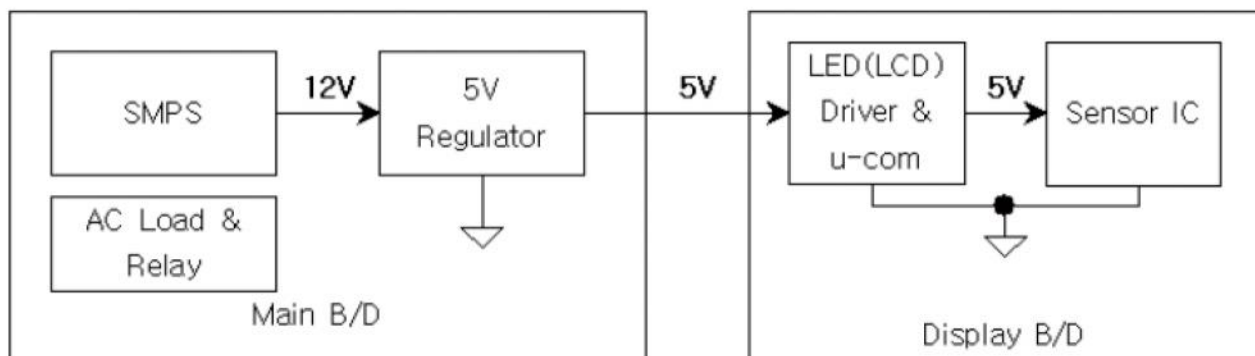 SMPS
12V
5V
Regulator
5V
LED(LCD)
Driver &
u-com
5V
Sensor IC
AC Load &
Relay
Main B/D
Display B/D